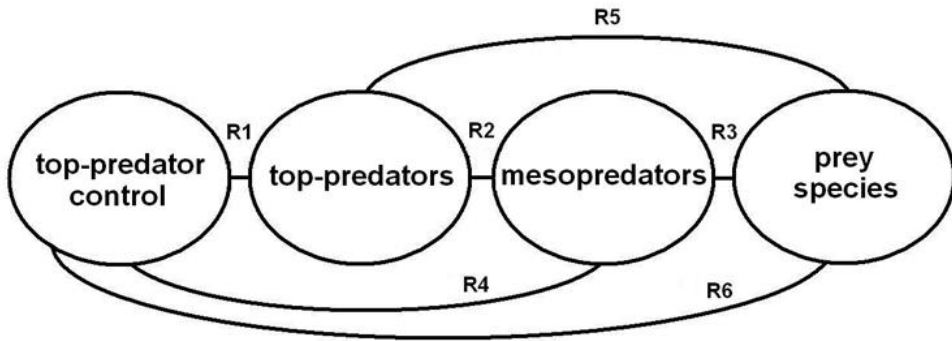 R5
R1
R2
R3
top-predator
control
top-predators
mesopredators
prey
species
R4
R6